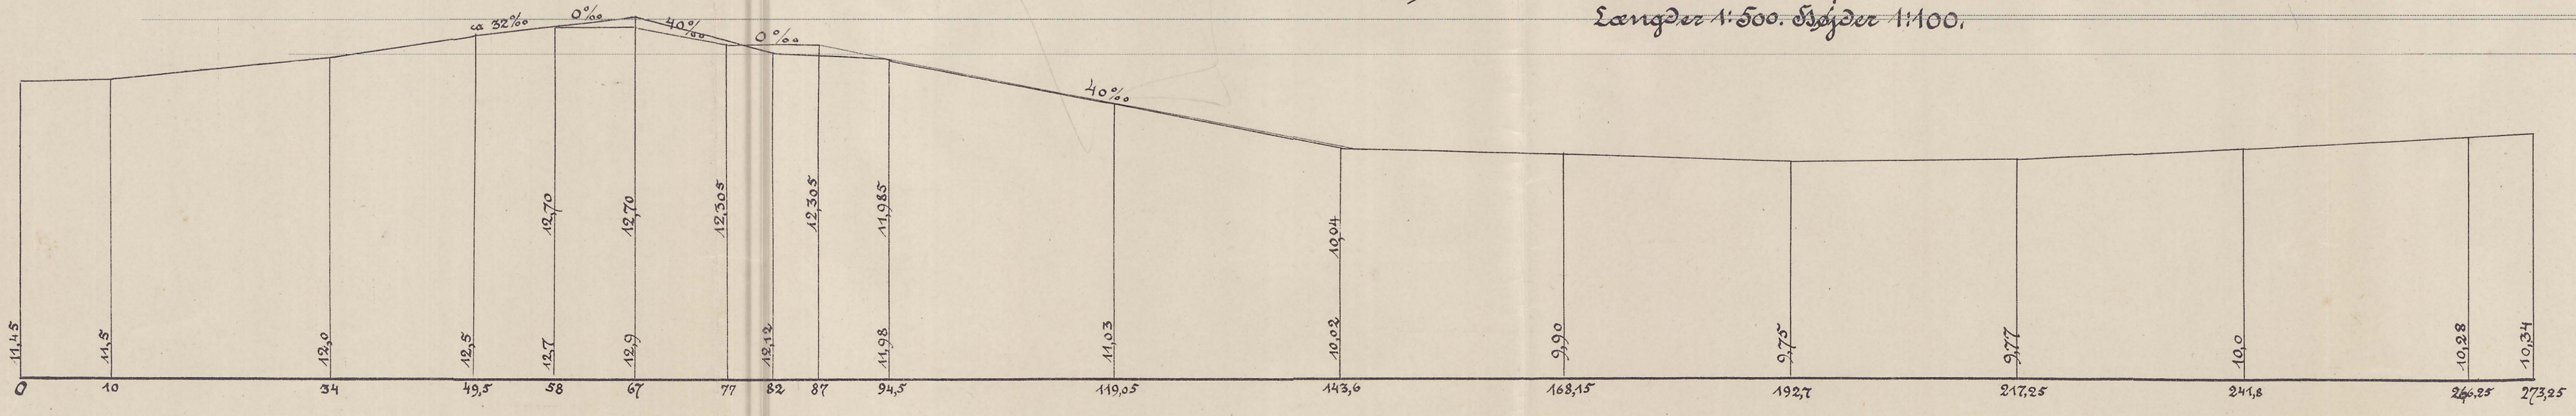 Længder 1:500. Højder 1:100.
ca 32‰ 0‰ 40‰ 0‰ 40‰
12,70 12,70 12,305 12,305 11,985 10,04
11,45 11,5 12,0 12,5 12,7 12,9 12,12 11,98 11,03 10,02 9,90 9,75 9,77 10,0 10,28 10,34
0 10 34 49,5 58 67 77 82 87 94,5 119,05 143,6 168,15 192,7 217,25 241,8 266,25 273,25